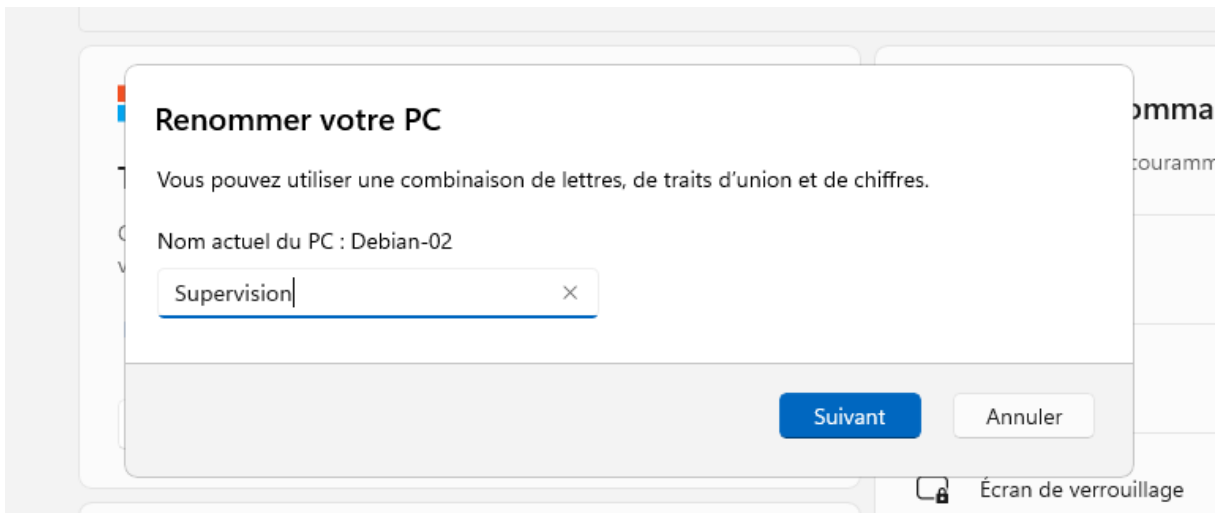 Renommer votre PC
Vous pouvez utiliser une combinaison de lettres, de traits d'union et de chiffres.
Nom actuel du PC : Debian-02
Supervision
Suivant
Annuler
Écran de verrouillage